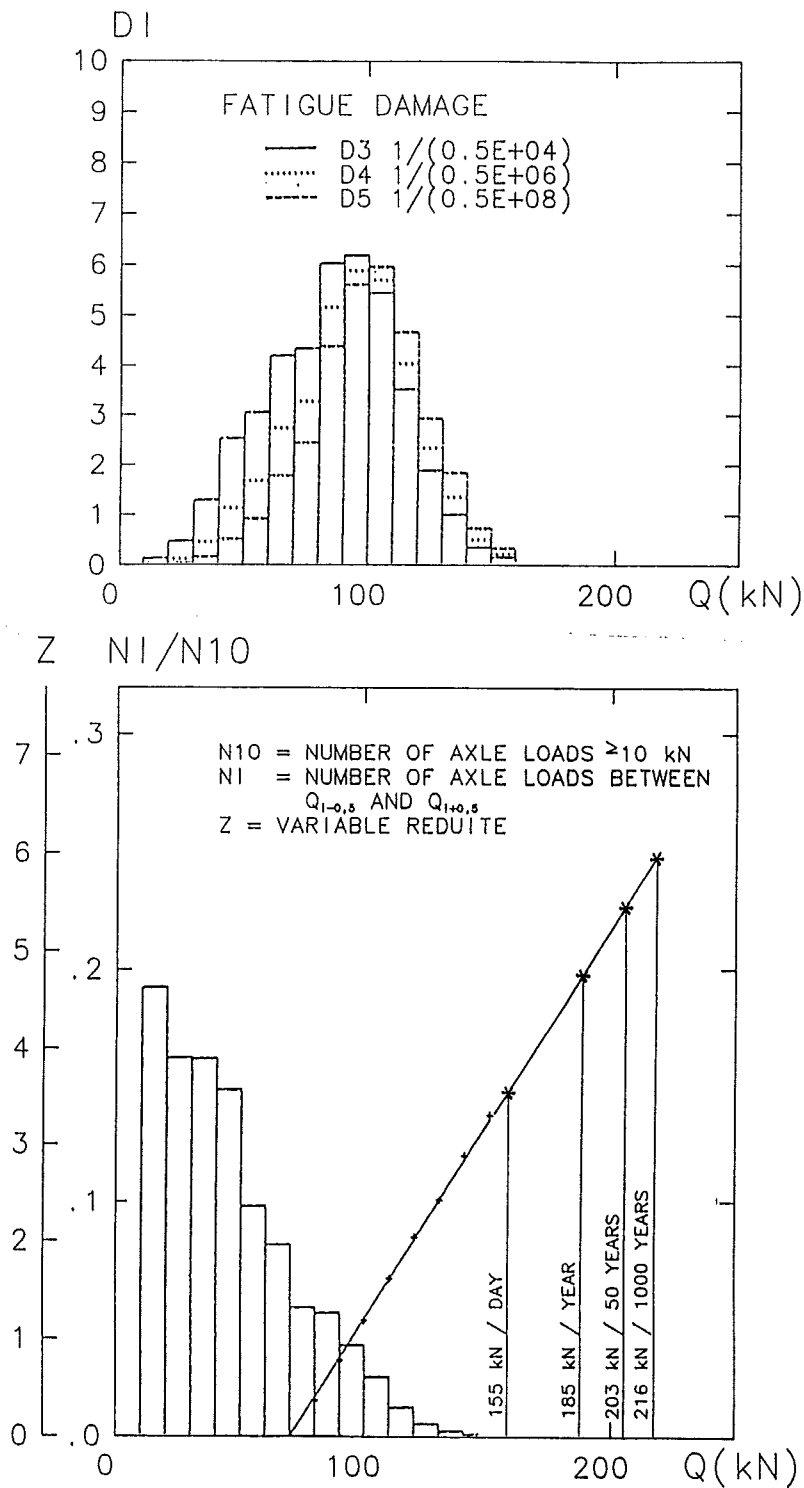 DI
10
9
8
7
6
5
4
3
2
1
0
FATIGUE DAMAGE
D3 1/(0.5E+04)
D4 1/(0.5E+06)
D5 1/(0.5E+08)
0 100 200 Q(kN)
Z NI/N10
.3
.2
.1
.0
7
6
5
4
3
2
1
0
N10 = NUMBER OF AXLE LOADS ≥10 kN
NI = NUMBER OF AXLE LOADS BETWEEN
QI-0,5 AND QI+0,5
Z = VARIABLE REDUITE
155 kN / DAY
185 kN / YEAR
203 kN / 50 YEARS
216 kN / 1000 YEARS
0 100 200 Q(kN)